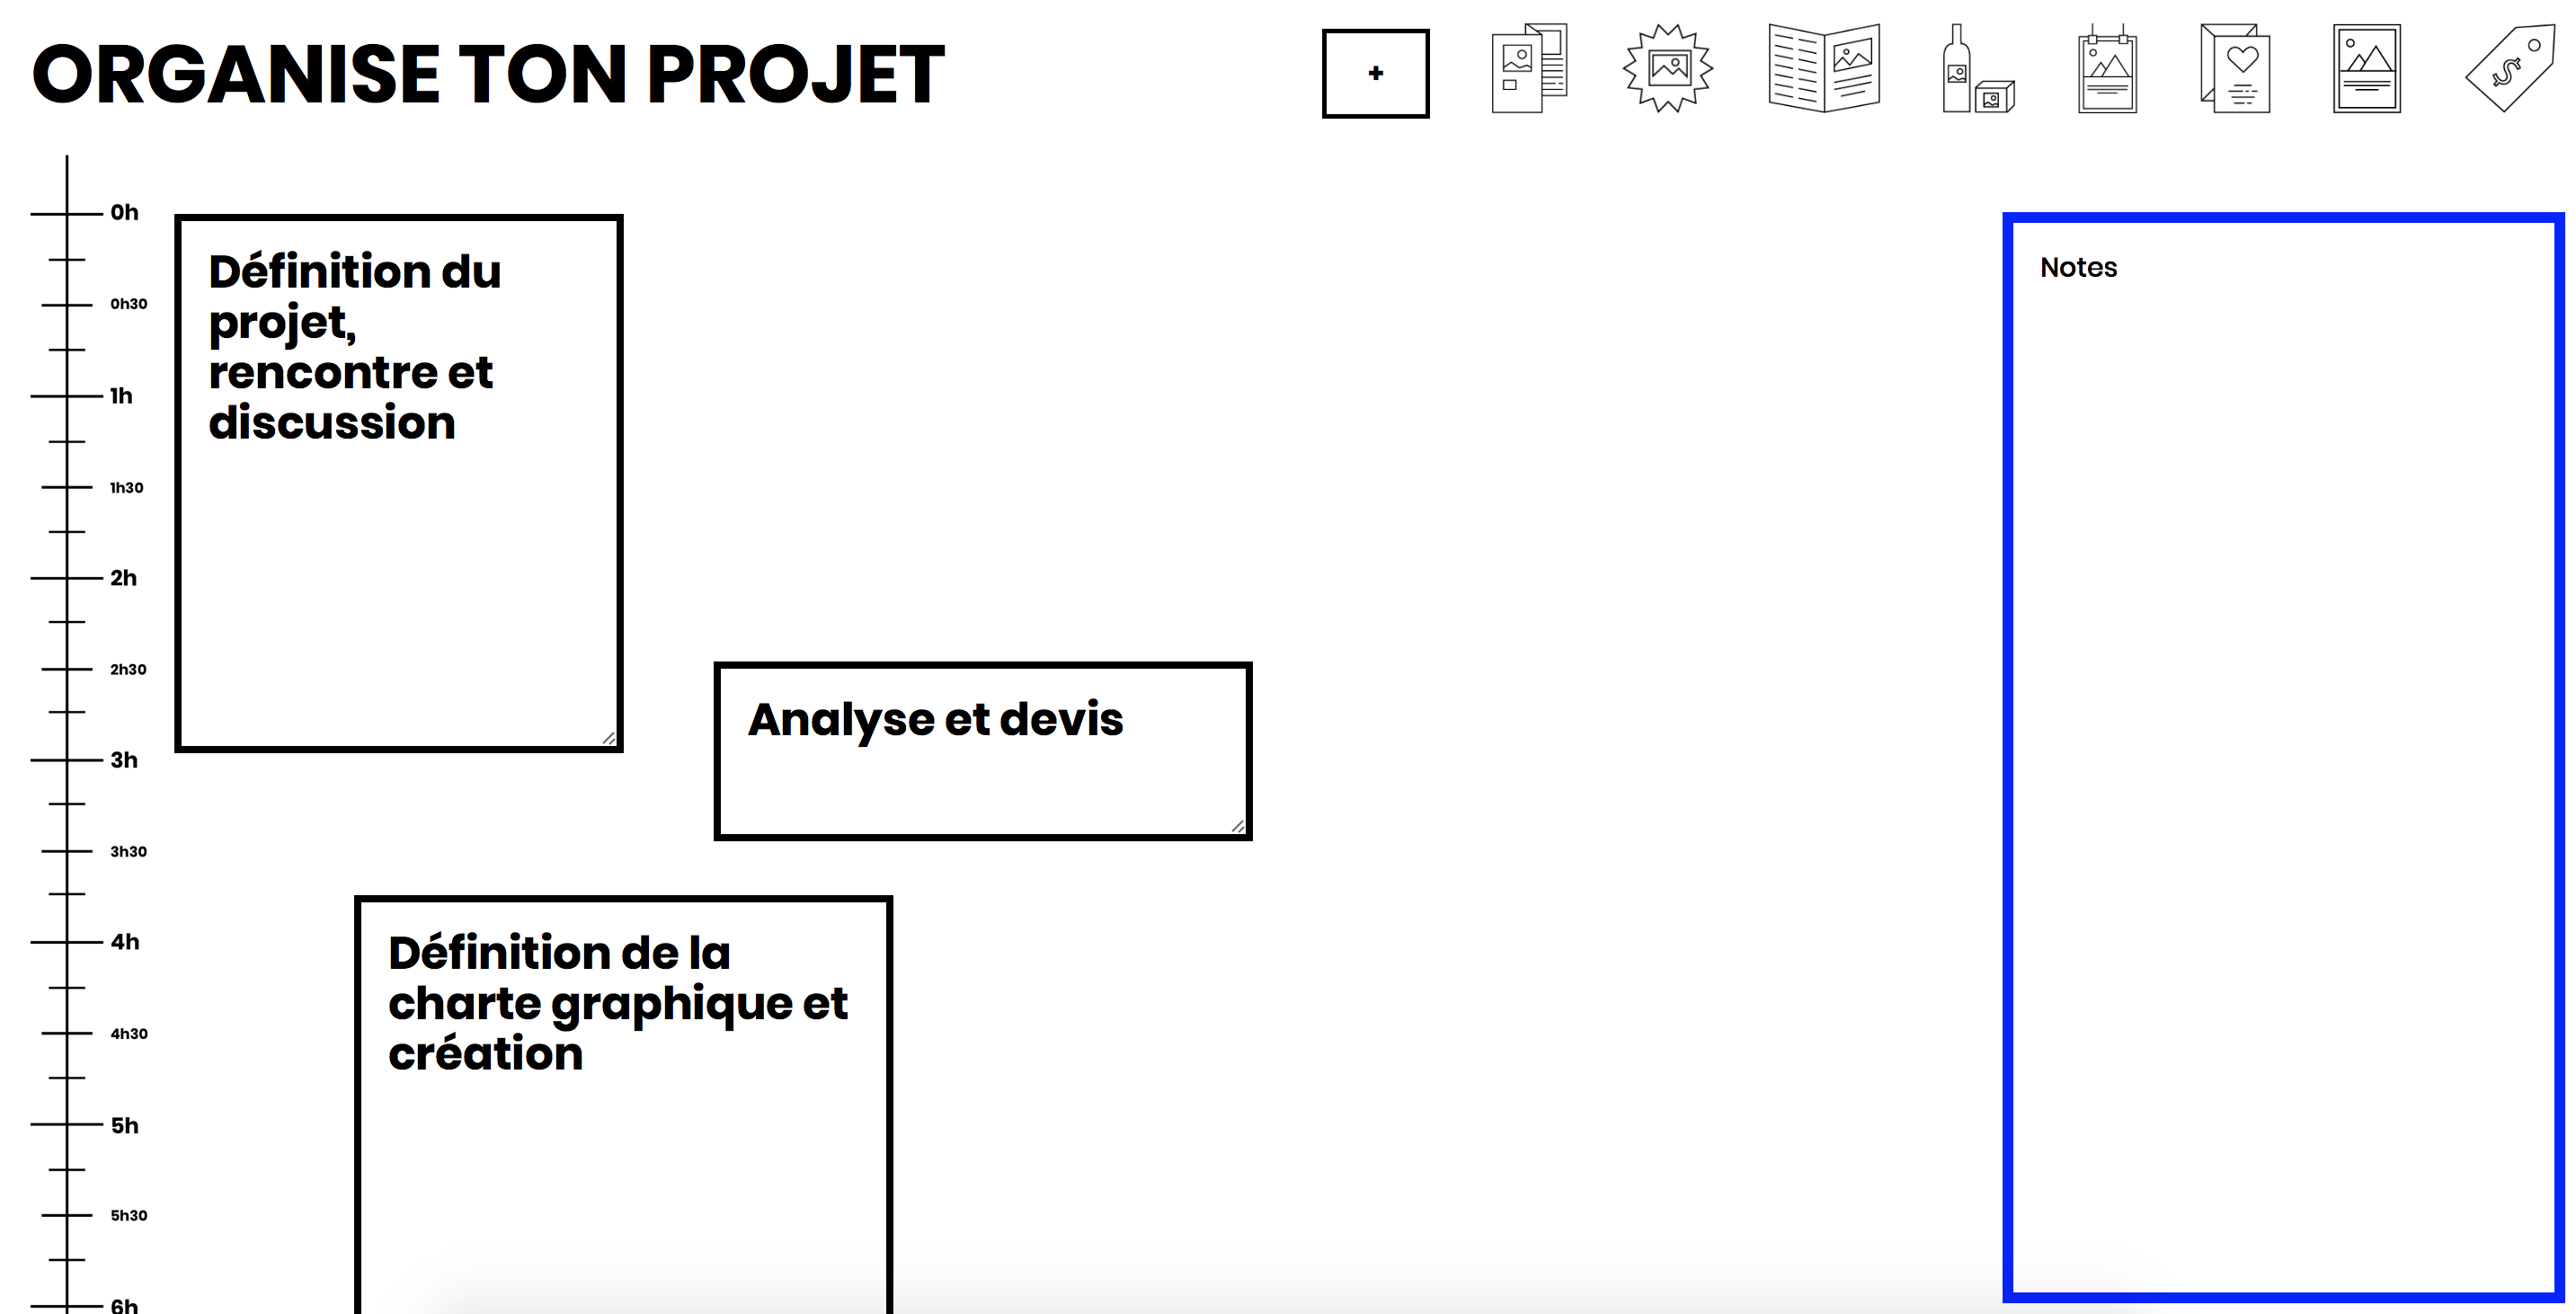 ORGANISE TON PROJET
+
$
0h
0h30
1h
1h30
2h
2h30
3h
3h30
4h
4h30
5h
5h30
6h
Définition du
projet,
rencontre et
discussion
Analyse et devis
Définition de la
charte graphique et
création
Notes